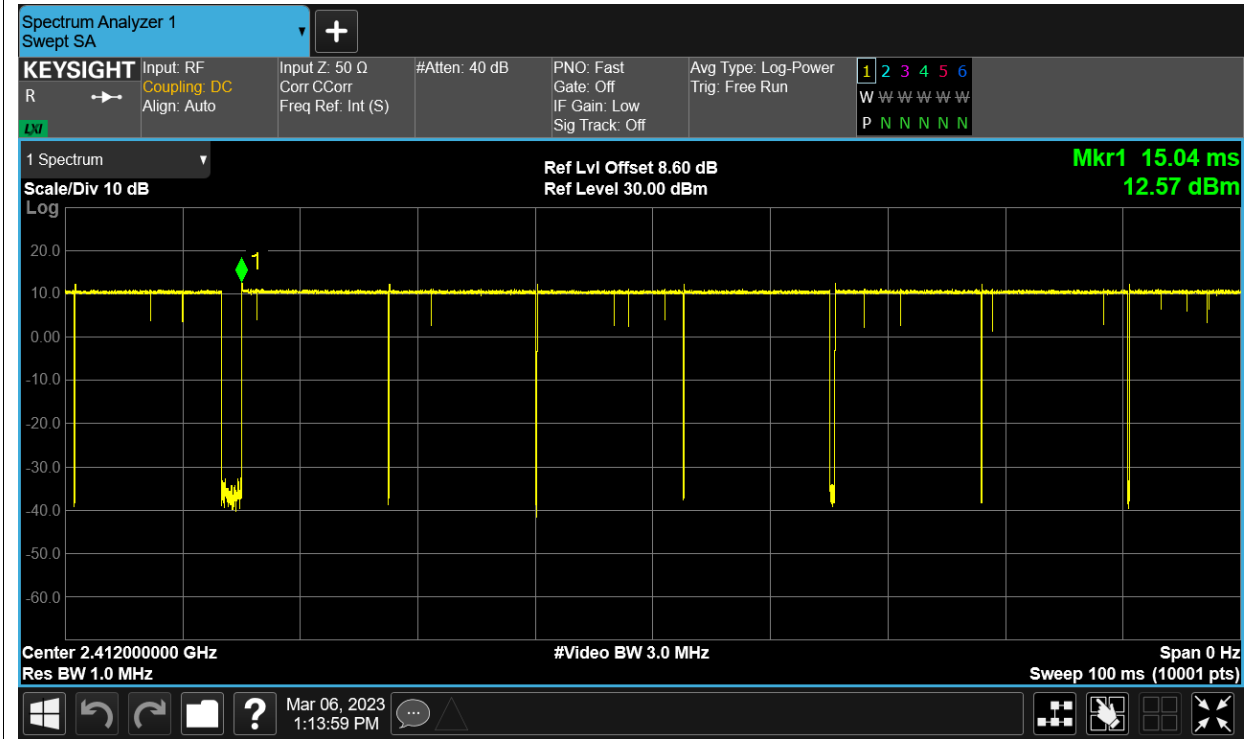 Spectrum Analyzer 1
Swept SA
KEYSIGHT
R
LXI
Input: RF
Coupling: DC
Align: Auto
Input Z: 50 Ω
Corr CCorr
Freq Ref: Int (S)
#Atten: 40 dB
PNO: Fast
Gate: Off
IF Gain: Low
Sig Track: Off
Avg Type: Log-Power
Trig: Free Run
1 2 3 4 5 6
W W W W W W
P N N N N N
1 Spectrum
Scale/Div 10 dB
Ref Lvl Offset 8.60 dB
Ref Level 30.00 dBm
Mkr1 15.04 ms
12.57 dBm
Log
20.0
1
10.0
0.00
-10.0
-20.0
-30.0
-40.0
-50.0
-60.0
Center 2.412000000 GHz
Res BW 1.0 MHz
#Video BW 3.0 MHz
Span 0 Hz
Sweep 100 ms (10001 pts)
?
Mar 06, 2023
1:13:59 PM